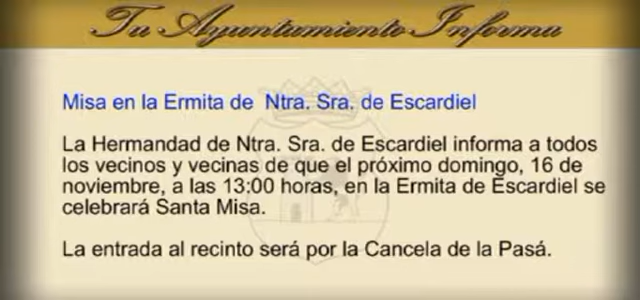 Tu Ayuntamiento Informa
Misa en la Ermita de Ntra. Sra. de Escardiel
La Hermandad de Ntra. Sra. de Escardiel informa a todos
los vecinos y vecinas de que el próximo domingo, 16 de
noviembre, a las 13:00 horas, en la Ermita de Escardiel se
celebrará Santa Misa.
La entrada al recinto será por la Cancela de la Pasá.